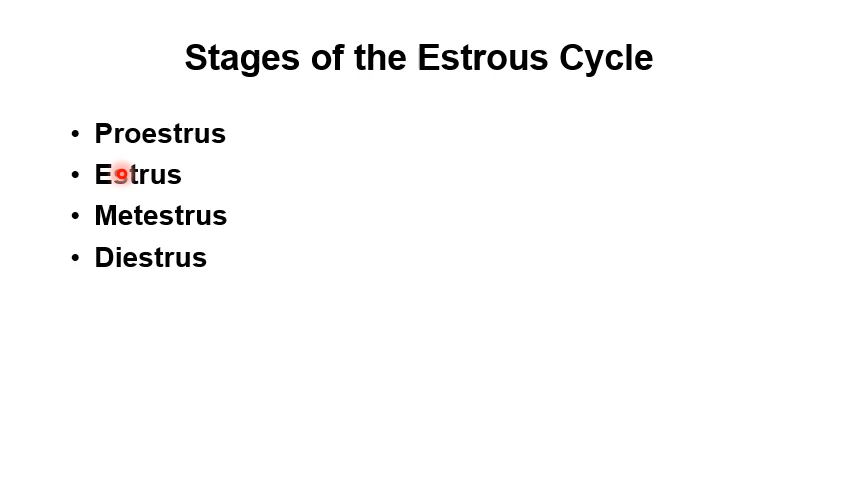 Stages of the Estrous Cycle
• Proestrus
• Estrus
• Metestrus
• Diestrus